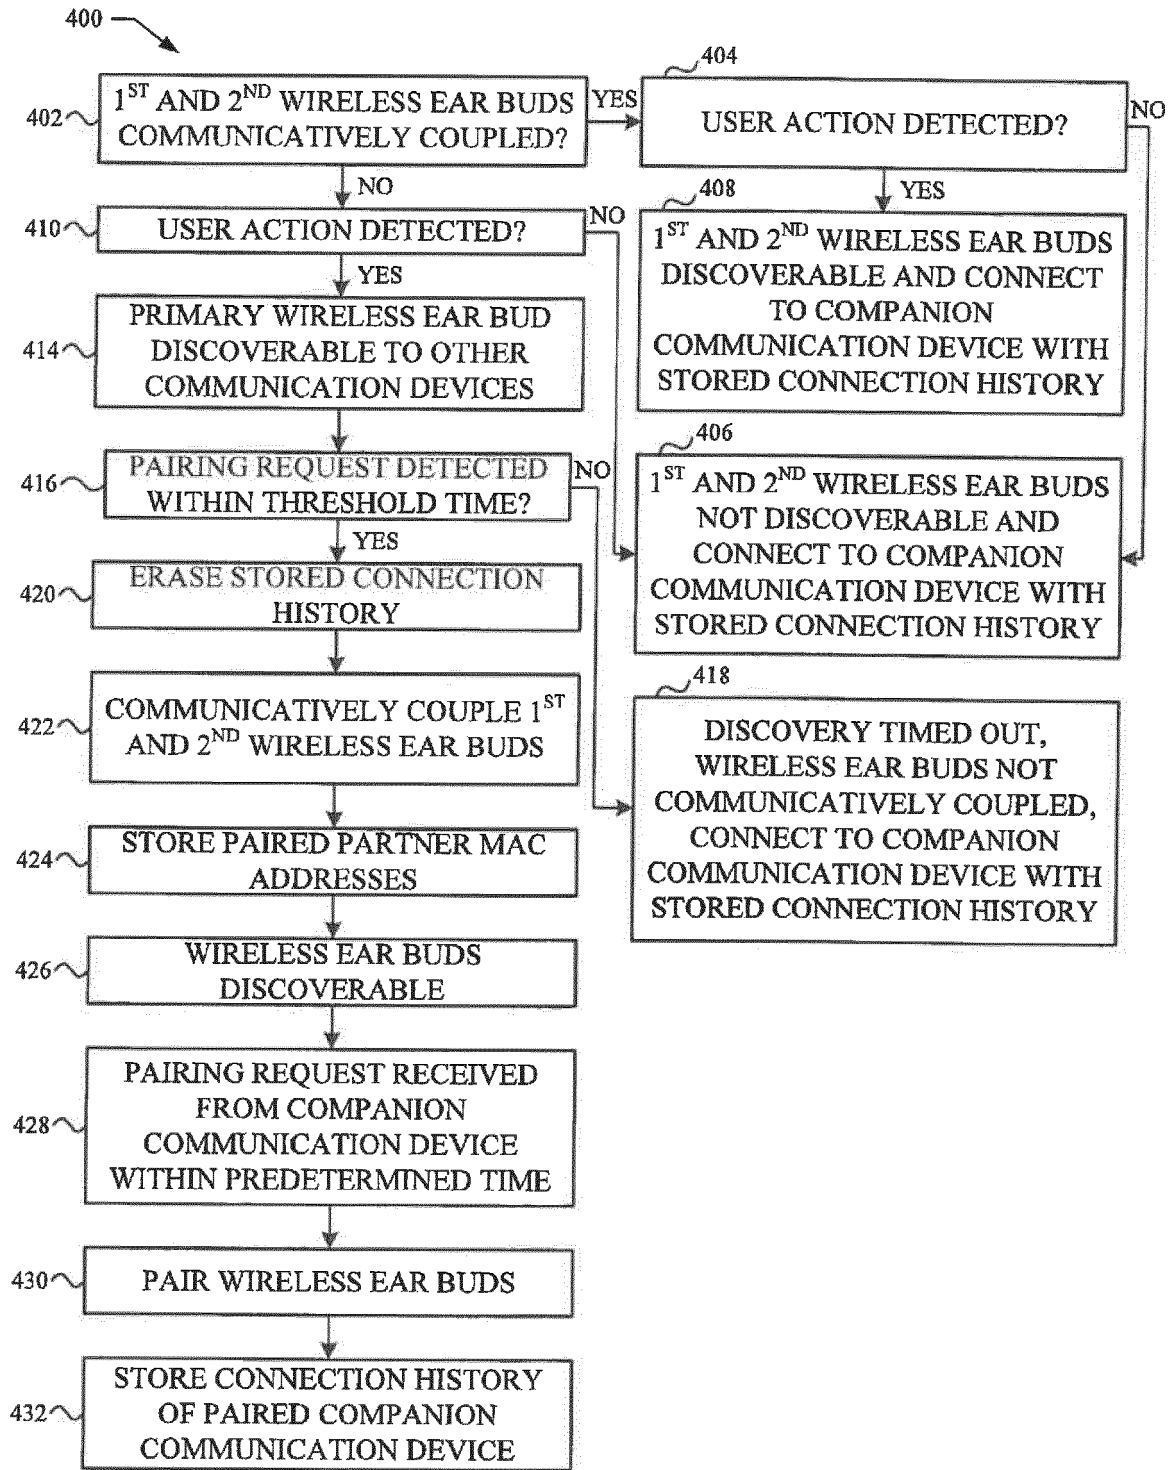 400
402
1ST AND 2ND WIRELESS EAR BUDS
COMMUNICATIVELY COUPLED?
YES
404
USER ACTION DETECTED?
NO
NO
YES
410
USER ACTION DETECTED?
NO
408
1ST AND 2ND WIRELESS EAR BUDS
DISCOVERABLE AND CONNECT
TO COMPANION
COMMUNICATION DEVICE WITH
STORED CONNECTION HISTORY
YES
414
PRIMARY WIRELESS EAR BUD
DISCOVERABLE TO OTHER
COMMUNICATION DEVICES
416
PAIRING REQUEST DETECTED
WITHIN THRESHOLD TIME?
NO
406
1ST AND 2ND WIRELESS EAR BUDS
NOT DISCOVERABLE AND
CONNECT TO COMPANION
COMMUNICATION DEVICE WITH
STORED CONNECTION HISTORY
YES
420
ERASE STORED CONNECTION
HISTORY
422
COMMUNICATIVELY COUPLE 1ST
AND 2ND WIRELESS EAR BUDS
418
DISCOVERY TIMED OUT,
WIRELESS EAR BUDS NOT
COMMUNICATIVELY COUPLED,
CONNECT TO COMPANION
COMMUNICATION DEVICE WITH
STORED CONNECTION HISTORY
424
STORE PAIRED PARTNER MAC
ADDRESSES
426
WIRELESS EAR BUDS
DISCOVERABLE
428
PAIRING REQUEST RECEIVED
FROM COMPANION
COMMUNICATION DEVICE
WITHIN PREDETERMINED TIME
430
PAIR WIRELESS EAR BUDS
432
STORE CONNECTION HISTORY
OF PAIRED COMPANION
COMMUNICATION DEVICE